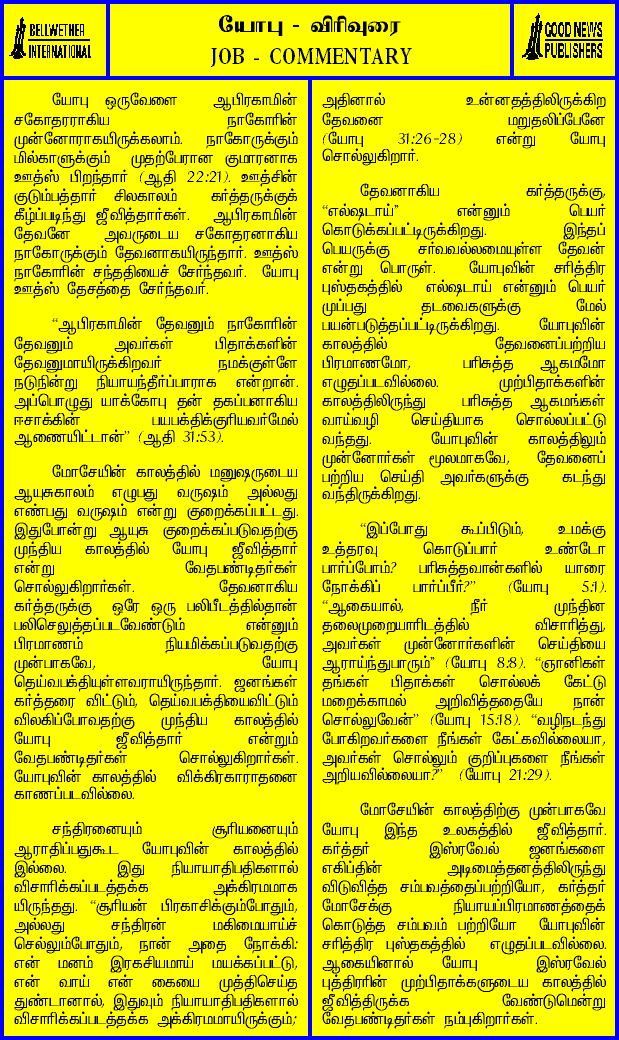 BELLWETHER
INTERNATIONAL
யோபு - விரிவுரை
JOB - COMMENTARY
GOOD NEWS
PUBLISHERS
யோபு ஒருவேளை ஆபிரகாமின்
சகோதரராகிய நாகோரின்
முன்னோராகயிருக்கலாம். நாகோருக்கும்
மில்காளுக்கும் முதற்பேரான குமாரனாக
ஊத்ஸ் பிறந்தார் (ஆதி 22:21). ஊத்சின்
குடும்பத்தார் சிலகாலம் கர்த்தருக்குக்
கீழ்ப்படிந்து ஜீவித்தார்கள். ஆபிரகாமின்
தேவனே அவருடைய சகோதரனாகிய
நாகோருக்கும் தேவனாகயிருந்தார். ஊத்ஸ்
நாகோரின் சந்ததியைச் சேர்ந்தவர். யோபு
ஊத்ஸ் தேசத்தை சேர்ந்தவர்.
“ஆபிரகாமின் தேவனும் நாகோரின்
தேவனும் அவர்கள் பிதாக்களின்
தேவனுமாயிருக்கிறவர் நமக்குள்ளே
நடுநின்று நியாயந்தீர்ப்பாராக என்றான்.
அப்பொழுது யாக்கோபு தன் தகப்பனாகிய
ஈசாக்கின் பயபக்திக்குரியவர்மேல்
ஆணையிட்டான்” (ஆதி 31:53).
மோசேயின் காலத்தில் மனுஷருடைய
ஆயுசுகாலம் எழுபது வருஷம் அல்லது
எண்பது வருஷம் என்று குறைக்கப்பட்டது.
இதுபோன்று ஆயுசு குறைக்கப்படுவதற்கு
முந்திய காலத்தில் யோபு ஜீவித்தார்
என்று வேதபண்டிதர்கள்
சொல்லுகிறார்கள். தேவனாகிய
கர்த்தருக்கு ஒரே ஒரு பலிபீடத்தில்தான்
பலிசெலுத்தப்படவேண்டும் என்னும்
பிரமாணம் நியமிக்கப்படுவதற்கு
முன்பாகவே, யோபு
தெய்வபக்தியுள்ளவராயிருந்தார். ஜனங்கள்
கர்த்தரை விட்டும், தெய்வபக்தியைவிட்டும்
விலகிப்போவதற்கு முந்திய காலத்தில்
யோபு ஜீவித்தார் என்றும்
வேதபண்டிதர்கள் சொல்லுகிறார்கள்.
யோபுவின் காலத்தில் விக்கிரகாராதனை
காணப்படவில்லை.
சந்திரனையும் சூரியனையும்
ஆராதிப்பதுகூட யோபுவின் காலத்தில்
இல்லை. இது நியாயாதிபதிகளால்
விசாரிக்கப்படத்தக்க அக்கிரமமாக
யிருந்தது. “சூரியன் பிரகாசிக்கும்போதும்,
அல்லது சந்திரன் மகிமையாய்ச்
செல்லும்போதும், நான் அதை நோக்கி:
என் மனம் இரகசியமாய் மயக்கப்பட்டு,
என் வாய் என் கையை முத்திசெய்த
துண்டானால், இதுவும் நியாயாதிபதிகளால்
விசாரிக்கப்படத்தக்க அக்கிரமமாயிருக்கும்;
அதினால் உன்னதத்திலிருக்கிற
தேவனை மறுதலிப்பேனே
(யோபு 31:26-28) என்று யோபு
சொல்லுகிறார்.
தேவனாகிய கர்த்தருக்கு,
“எல்ஷடாய்” என்னும் பெயர்
கொடுக்கப்பட்டிருக்கிறது. இந்தப்
பெயருக்கு சர்வவல்லமையுள்ள தேவன்
என்று பொருள். யோபுவின் சரித்திர
புஸ்தகத்தில் எல்ஷடாய் என்னும் பெயர்
முப்பது தடவைகளுக்கு மேல்
பயன்படுத்தப்பட்டிருக்கிறது. யோபுவின்
காலத்தில் தேவனைப்பற்றிய
பிரமாணமோ, பரிசுத்த ஆகமமோ
எழுதப்படவில்லை. முற்பிதாக்களின்
காலத்திலிருந்து பரிசுத்த ஆகமங்கள்
வாய்வழி செய்தியாக சொல்லப்பட்டு
வந்தது. யோபுவின் காலத்திலும்
முன்னோர்கள் மூலமாகவே, தேவனைப்
பற்றிய செய்தி அவர்களுக்கு கடந்து
வந்திருக்கிறது.
“இப்போது கூப்பிடும், உமக்கு
உத்தரவு கொடுப்பார் உண்டோ
பார்ப்போம்? பரிசுத்தவான்களில் யாரை
நோக்கிப் பார்ப்பீர்?” (யோபு 5:1).
“ஆகையால், நீர் முந்தின
தலைமுறையாரிடத்தில் விசாரித்து,
அவர்கள் முன்னோர்களின் செய்தியை
ஆராய்ந்துபாரும்” (யோபு 8:8). “ஞானிகள்
தங்கள் பிதாக்கள் சொல்லக் கேட்டு
மறைக்காமல் அறிவித்ததையே நான்
சொல்லுவேன்” (யோபு 15:18). “வழிநடந்து
போகிறவர்களை நீங்கள் கேட்கவில்லையா,
அவர்கள் சொல்லும் குறிப்புகளை நீங்கள்
அறியவில்லையா?” (யோபு 21:29).
மோசேயின் காலத்திற்கு முன்பாகவே
யோபு இந்த உலகத்தில் ஜீவித்தார்.
கர்த்தர் இஸ்ரவேல் ஜனங்களை
எகிப்தின் அடிமைத்தனத்திலிருந்து
விடுவித்த சம்பவத்தைப்பற்றியோ, கர்த்தர்
மோசேக்கு நியாயப்பிரமாணத்தைக்
கொடுத்த சம்பவம் பற்றியோ யோபுவின்
சரித்திர புஸ்தகத்தில் எழுதப்படவில்லை.
ஆகையினால் யோபு இஸ்ரவேல்
புத்திரரின் முற்பிதாக்களுடைய காலத்தில்
ஜீவித்திருக்க வேண்டுமென்று
வேதபண்டிதர்கள் நம்புகிறார்கள்.